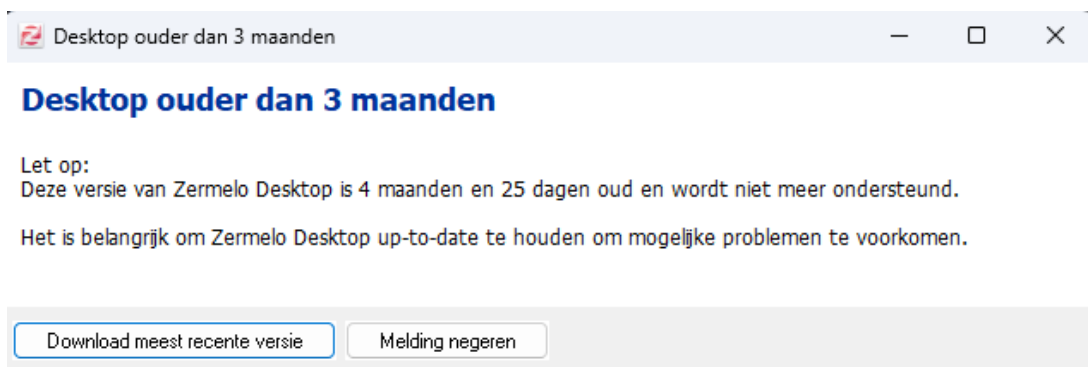 Desktop ouder dan 3 maanden
Desktop ouder dan 3 maanden
Let op:
Deze versie van Zermelo Desktop is 4 maanden en 25 dagen oud en wordt niet meer ondersteund.
Het is belangrijk om Zermelo Desktop up-to-date te houden om mogelijke problemen te voorkomen.
Download meest recente versie
Melding negeren